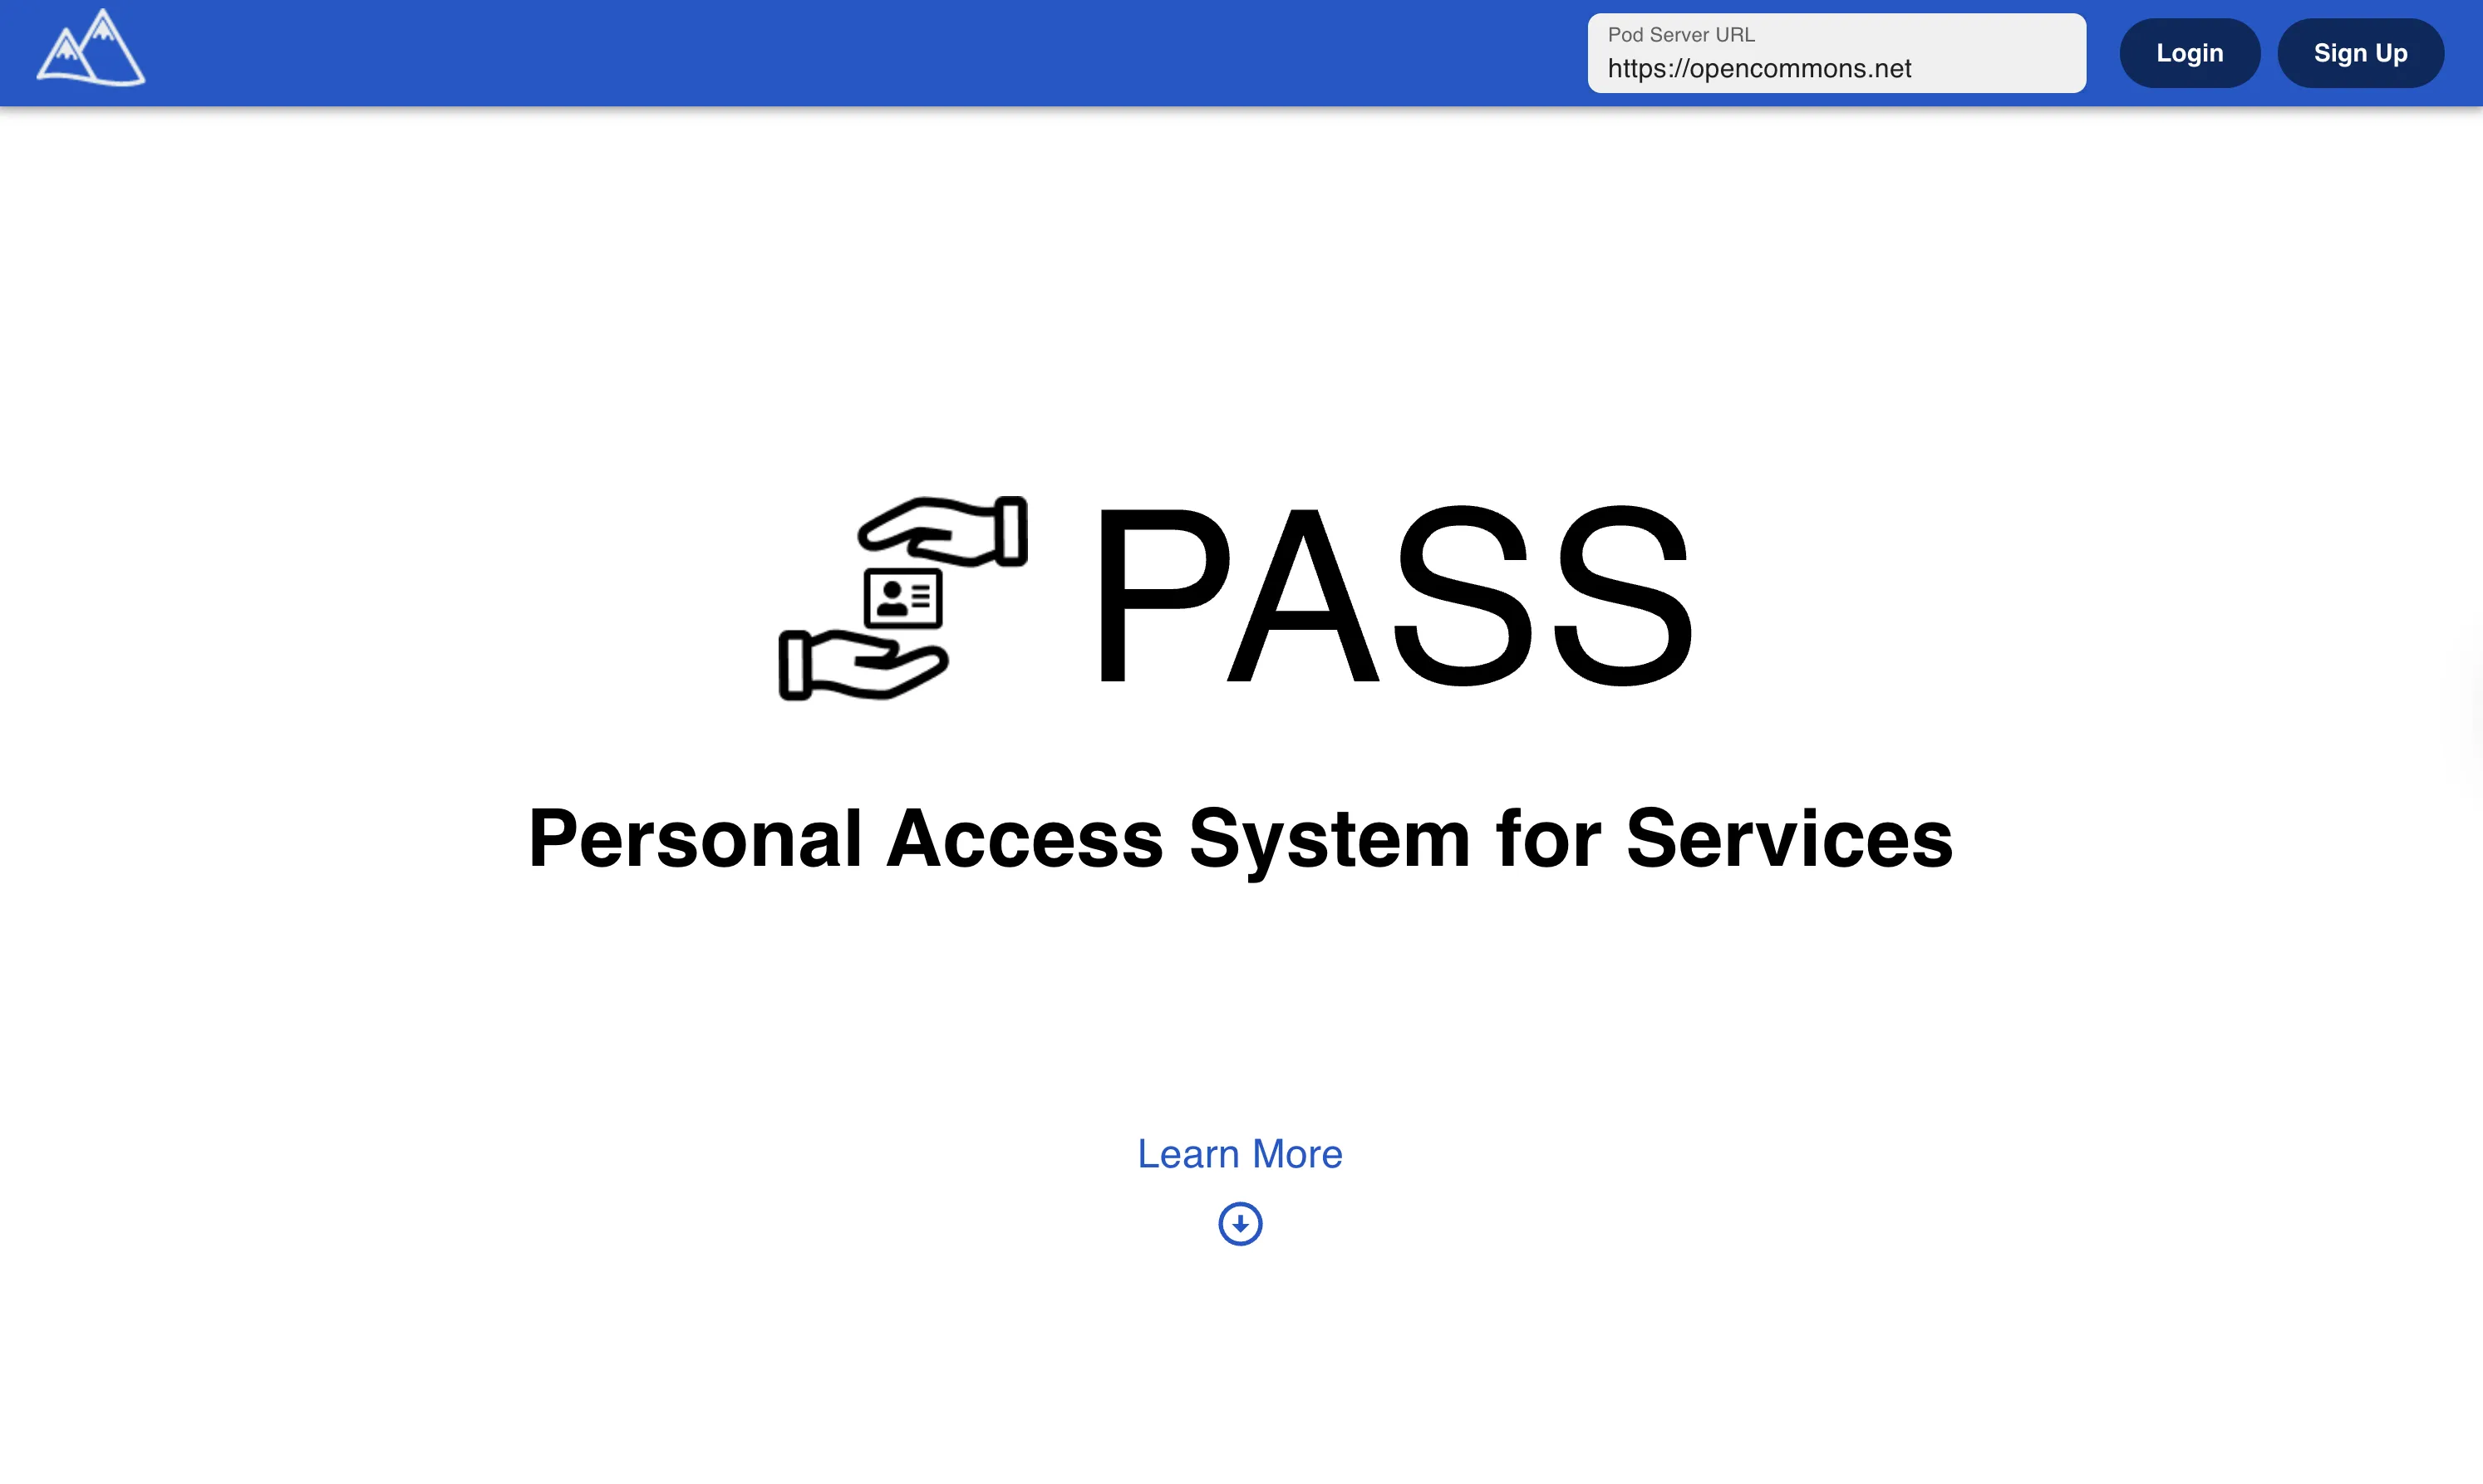 Pod Server URL
https://opencommons.net
Login
Sign Up
PASS
Personal Access System for Services
Learn More